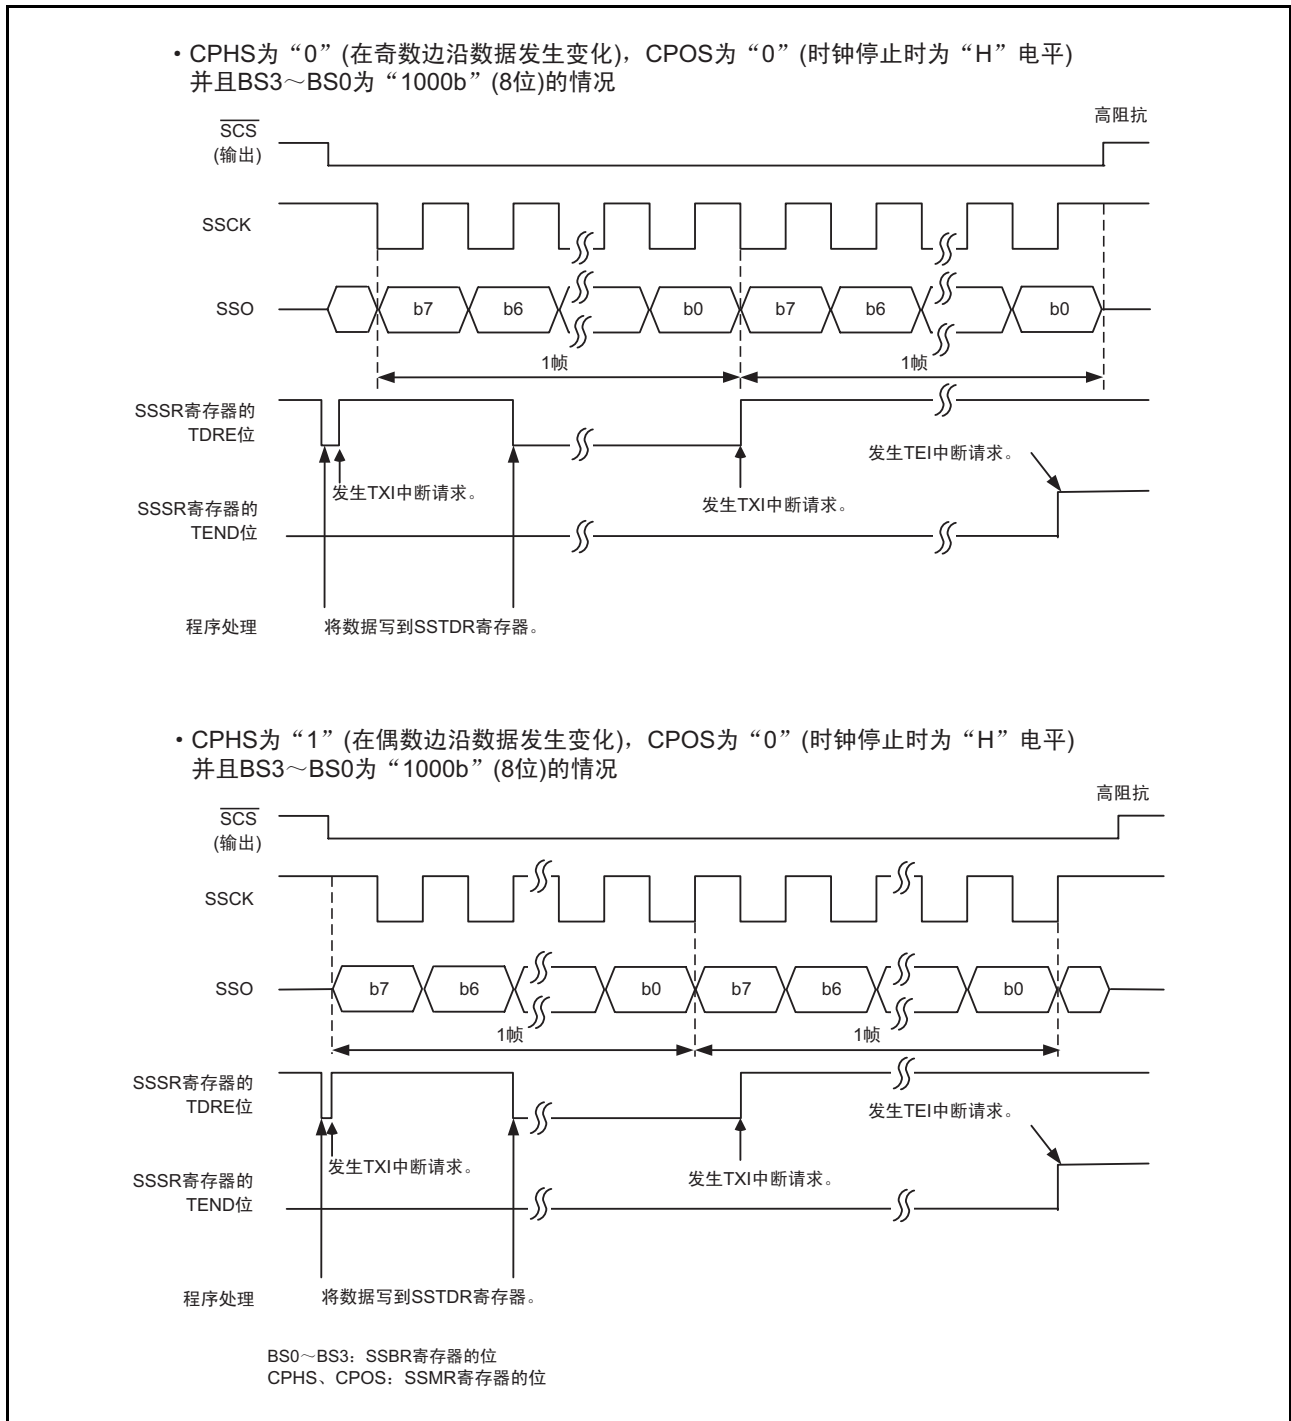 ・CPHS为“0”(在奇数边沿数据发生变化)，CPOS为“0”(时钟停止时为“H”电平)
并且BS3～BS0为“1000b”(8位)的情况
高阻抗
SCS
(输出)
SSCK
SSO
b7
b6
b0
b7
b6
b0
1帧
1帧
SSSR寄存器的
TDRE位
发生TEI中断请求。
发生TXI中断请求。
发生TXI中断请求。
SSSR寄存器的
TEND位
程序处理
将数据写到SSTDR寄存器。
・CPHS为“1”(在偶数边沿数据发生变化)，CPOS为“0”(时钟停止时为“H”电平)
并且BS3～BS0为“1000b”(8位)的情况
高阻抗
SCS
(输出)
SSCK
SSO
b7
b6
b0
b7
b6
b0
1帧
1帧
SSSR寄存器的
TDRE位
发生TEI中断请求。
发生TXI中断请求。
发生TXI中断请求。
SSSR寄存器的
TEND位
程序处理
将数据写到SSTDR寄存器。
BS0～BS3：SSBR寄存器的位
CPHS、CPOS：SSMR寄存器的位